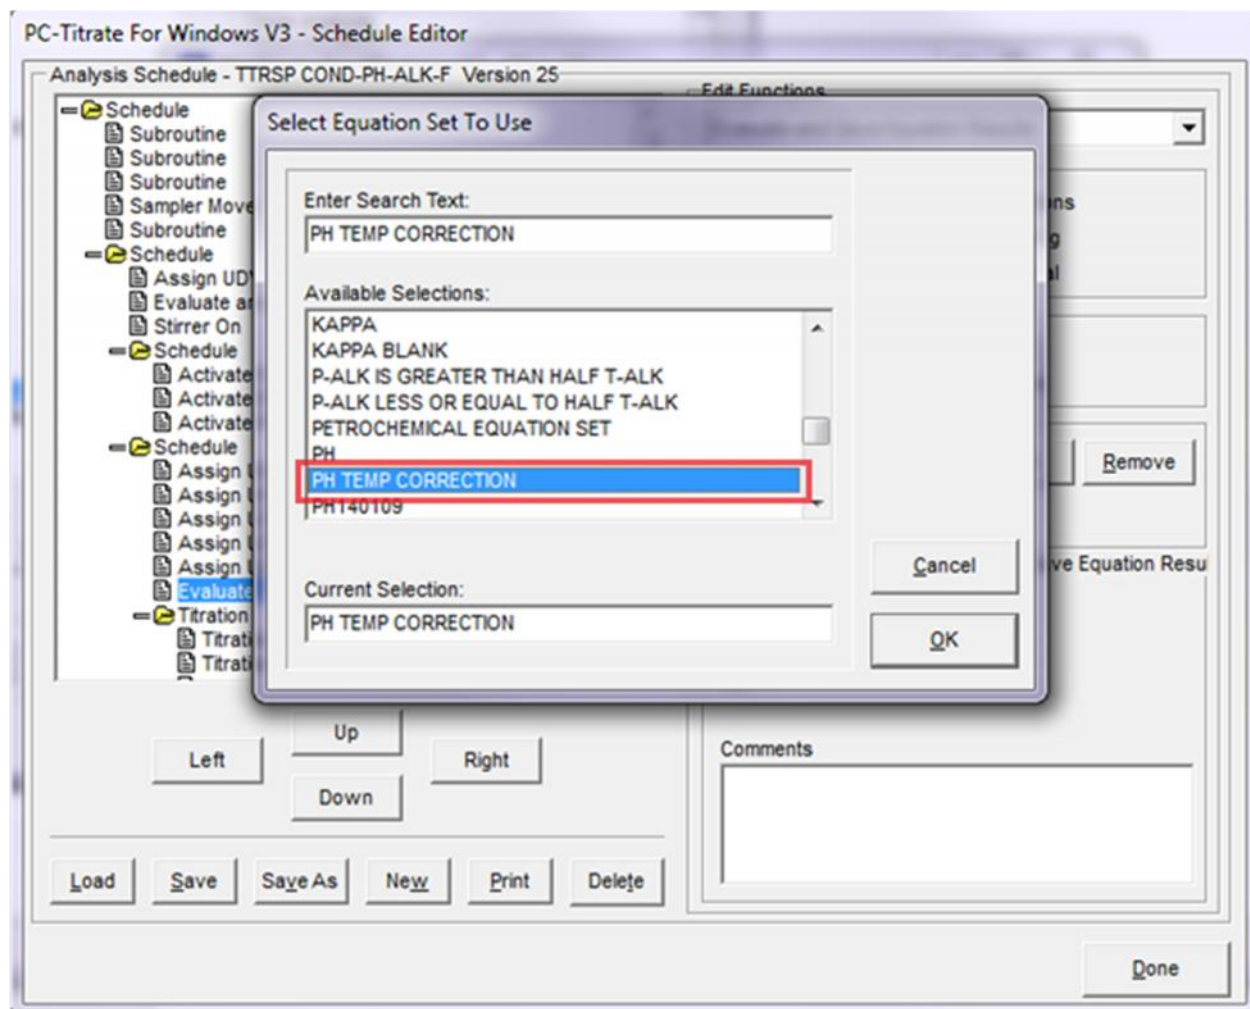 PC-Titrate For Windows V3 - Schedule Editor
Analysis Schedule - TTRSP COND-PH-ALK-F Version 25
Edit Functions
Schedule
Subroutine
Subroutine
Subroutine
Sampler Move
Subroutine
Schedule
Assign UD
Evaluate
Stirrer On
Schedule
Activate
Activate
Activate
Schedule
Assign
Assign
Assign
Assign
Assign
Evaluate
Titration
Titrati
Titrati
Select Equation Set To Use
Enter Search Text:
PH TEMP CORRECTION
Available Selections:
KAPPA
KAPPA BLANK
P-ALK IS GREATER THAN HALF T-ALK
P-ALK LESS OR EQUAL TO HALF T-ALK
PETROCHEMICAL EQUATION SET
PH
PH TEMP CORRECTION
PH140109
Current Selection:
PH TEMP CORRECTION
Cancel
OK
ons
g
al
Remove
ve Equation Resu
Up
Left
Right
Down
Comments
Load
Save
Save As
New
Print
Delete
Done